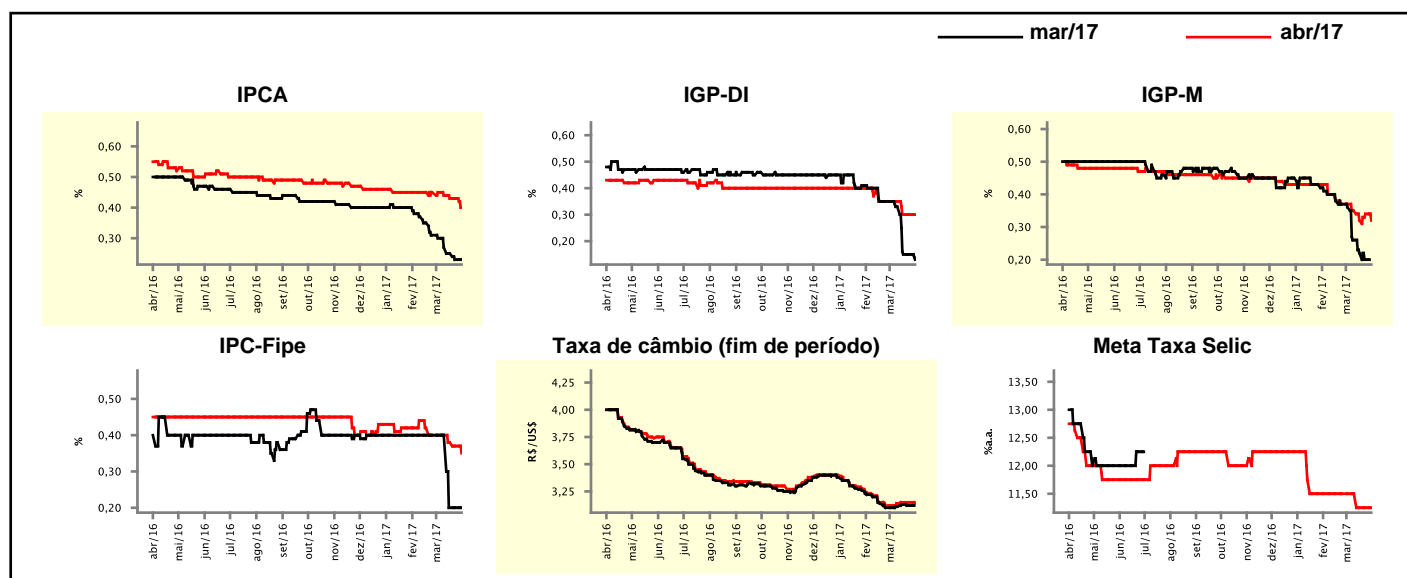 mar/17 abr/17
IPCA IGP-DI IGP-M
%
0,60
0,50
0,40
0,30
abr/16 mai/16 jun/16 jul/16 ago/16 set/16 out/16 nov/16 dez/16 jan/17 fev/17 mar/17
%
0,60
0,50
0,40
0,30
0,20
abr/16 mai/16 jun/16 jul/16 ago/16 set/16 out/16 nov/16 dez/16 jan/17 fev/17 mar/17
%
0,60
0,50
0,40
0,30
0,20
abr/16 mai/16 jun/16 jul/16 ago/16 set/16 out/16 nov/16 dez/16 jan/17 fev/17 mar/17
IPC-Fipe Taxa de câmbio (fim de período) Meta Taxa Selic
%
0,50
0,40
0,30
0,20
abr/16 mai/16 jun/16 jul/16 ago/16 set/16 out/16 nov/16 dez/16 jan/17 fev/17 mar/17
R$/US$
4,25
4,00
3,75
3,50
3,25
abr/16 mai/16 jun/16 jul/16 ago/16 set/16 out/16 nov/16 dez/16 jan/17 fev/17 mar/17
%a.a.
13,50
13,00
12,50
12,00
11,50
abr/16 mai/16 jun/16 jul/16 ago/16 set/16 out/16 nov/16 dez/16 jan/17 fev/17 mar/17